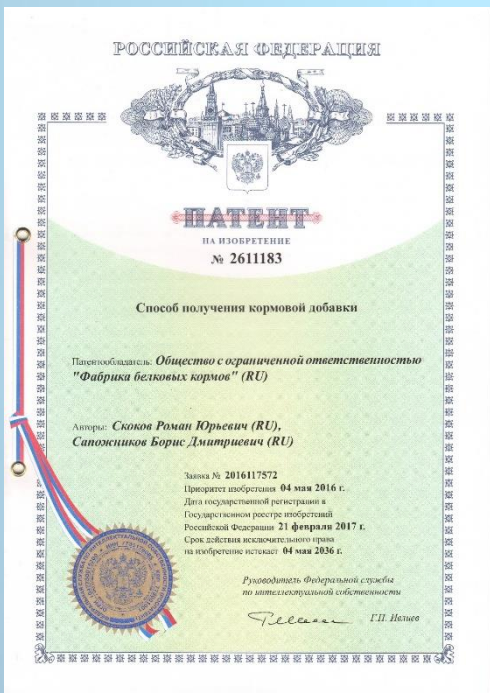 РОССИЙСКАЯ ФЕДЕРАЦИЯ
ПАТЕНТ
НА ИЗОБРЕТЕНИЕ
№ 2611183
Способ получения кормовой добавки
Патентообладатель: Общество с ограниченной ответственностью
"Фабрика белковых кормов" (RU)
Авторы: Скоков Роман Юрьевич (RU),
Сапожников Борис Дмитриевич (RU)
Заявка № 2016117572
Приоритет изобретения 04 мая 2016 г.
Дата государственной регистрации в
Государственном реестре изобретений
Российской Федерации 21 февраля 2017 г.
Срок действия исключительного права
на изобретение истекает 04 мая 2036 г.
Руководитель Федеральной службы
по интеллектуальной собственности
Г.П. Ивлиев